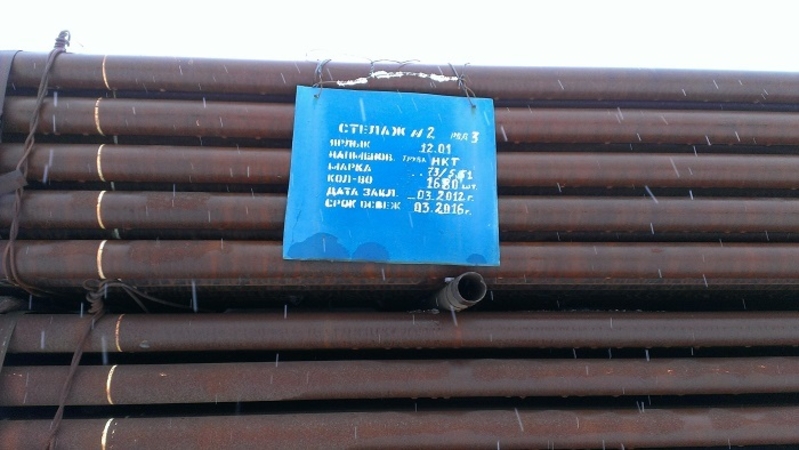 СТЕЛАЖ N 2 РЯД 3
ЯРЛЫК 12.01
НАИМЕНОВ. ТРУБА НКТ
МАРКА 73/5.51
КОЛ-ВО 1680 шт.
ДАТА ЗАКЛ. 03.2012 г.
СРОК ОСВЕЖ 03.2016 г.